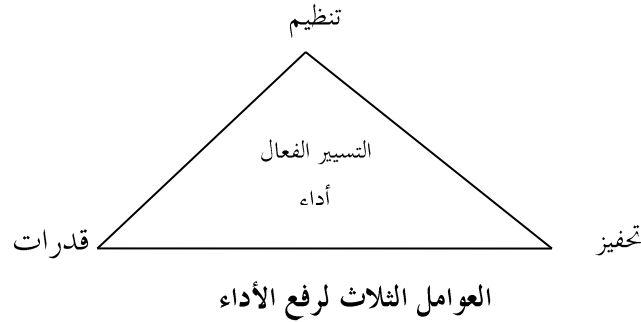 تنظيم
التسيير الفعال
أداء
تحفيز
قدرات
العوامل الثلاث لرفع الأداء